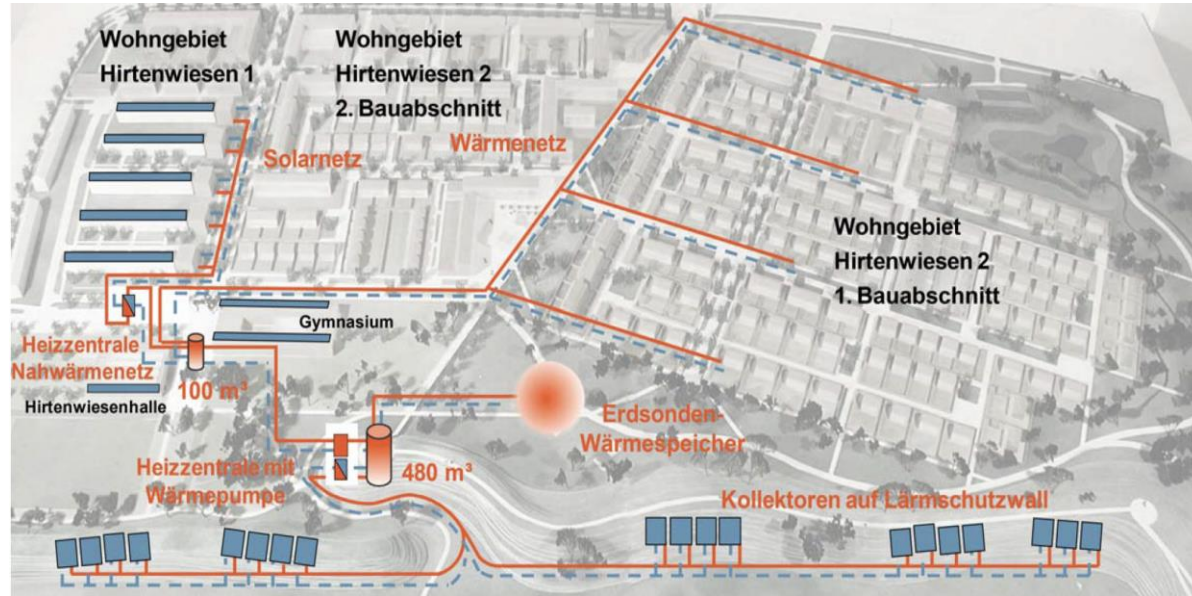 Wohngebiet
Hirtenwiesen 1
Wohngebiet
Hirtenwiesen 2
2. Bauabschnitt
Solarnetz
Wärmenetz
Wohngebiet
Hirtenwiesen 2
1. Bauabschnitt
Gymnasium
Heizzentrale
Nahwärmenetz
100 m³
Hirtenwiesenhalle
Erdsonden-
Wärmespeicher
Heizzentrale mit
Wärmepumpe
480 m³
Kollektoren auf Lärmschutzwall